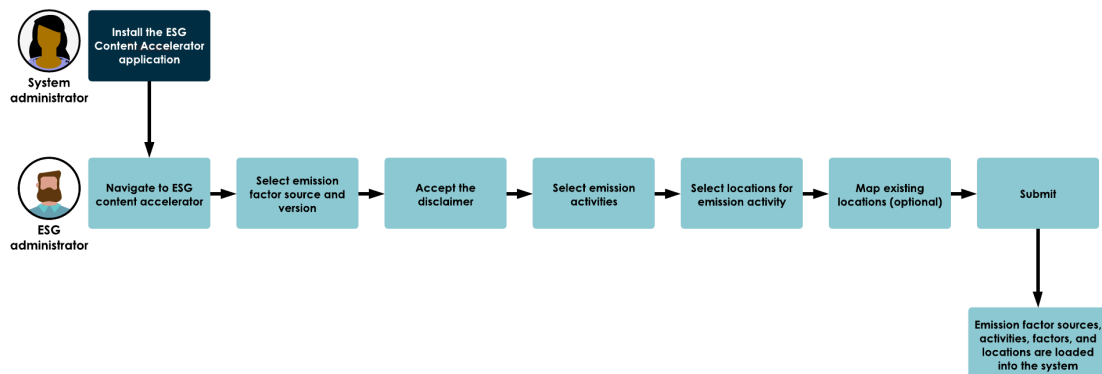 Install the ESG
Content Accelerator
application
System
administrator
Navigate to ESG
content accelerator
Select emission
factor source and
version
Accept the
disclaimer
Select emission
activities
Select locations for
emission activity
Map existing
locations (optional)
Submit
ESG
administrator
Emission factor sources,
activities, factors, and
locations are loaded
into the system